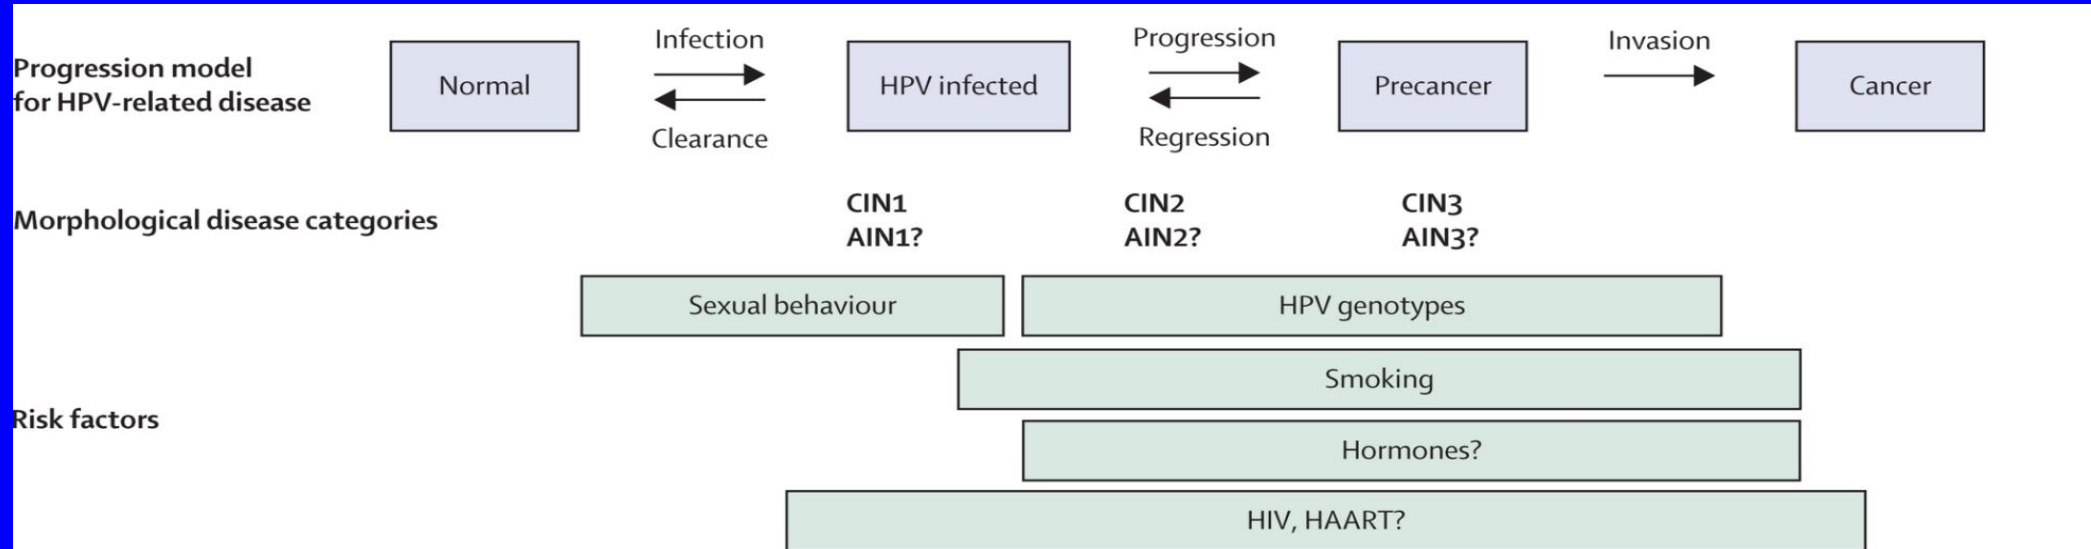 Progression model
for HPV-related disease
Normal
Infection
Clearance
HPV infected
Progression
Regression
Precancer
Invasion
Cancer
Morphological disease categories
CIN1
AIN1?
CIN2
AIN2?
CIN3
AIN3?
Risk factors
Sexual behaviour
HPV genotypes
Smoking
Hormones?
HIV, HAART?